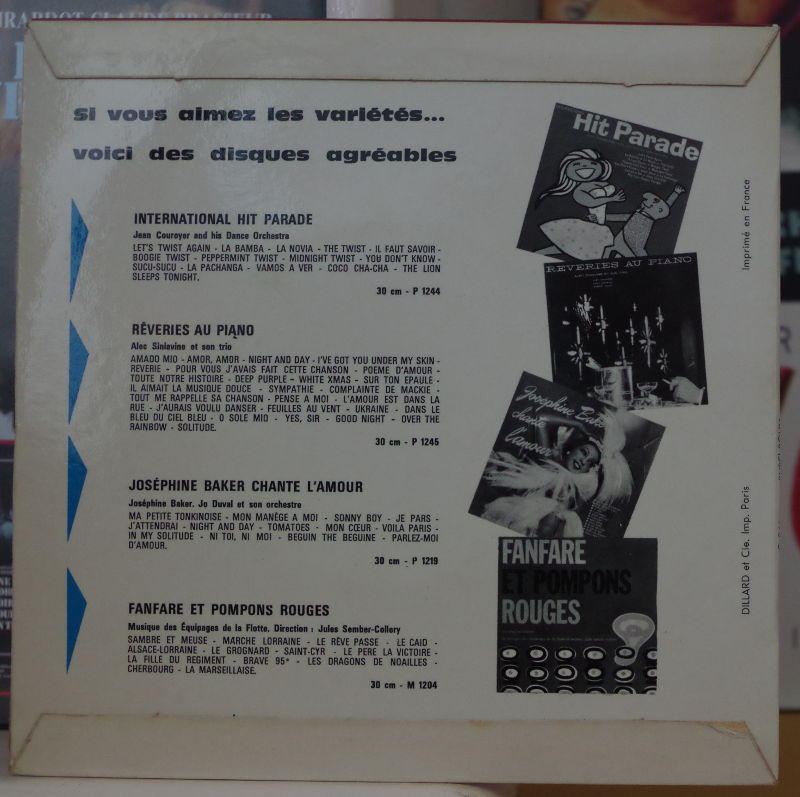 Si vous aimez les variétés...
voici des disques agréables
INTERNATIONAL HIT PARADE
Jean Couroyer and his Dance Orchestra
LET'S TWIST AGAIN - LA BAMBA - LA NOVIA - THE TWIST - IL FAUT SAVOIR -
BOOGIE TWIST - PEPPERMINT TWIST - MIDNIGHT TWIST - YOU DON'T KNOW -
SUCU-SUCU - LA PACHANGA - VAMOS A VER - COCO CHA-CHA - THE LION
SLEEPS TONIGHT.
30 cm - P 1244
RÊVERIES AU PIANO
Alec Siniavine et son trio
AMADO MIO - AMOR, AMOR - NIGHT AND DAY - I'VE GOT YOU UNDER MY SKIN -
REVERIE - POUR VOUS J'AVAIS FAIT CETTE CHANSON - POEME D'AMOUR -
TOUTE NOTRE HISTOIRE - DEEP PURPLE - WHITE XMAS - SUR TON EPAULE -
IL AIMAIT LA MUSIQUE DOUCE - SYMPATHIE - COMPLAINTE DE MACKIE -
TOUT ME RAPPELLE SA CHANSON - PENSE A MOI - L'AMOUR EST DANS LA
RUE - J'AURAIS VOULU DANSER - FEUILLES AU VENT - UKRAINE - DANS LE
BLEU DU CIEL BLEU - O SOLE MIO - YES, SIR - GOOD NIGHT - OVER THE
RAINBOW - SOLITUDE.
30 cm - P 1245
JOSÉPHINE BAKER CHANTE L'AMOUR
Joséphine Baker. Jo Duval et son orchestre
MA PETITE TONKINOISE - MON MANÈGE A MOI - SONNY BOY - JE PARS -
J'ATTENDRAI - NIGHT AND DAY - TOMATOES - MON CŒUR - VOILA PARIS -
IN MY SOLITUDE - NI TOI, NI MOI - BEGUIN THE BEGUINE - PARLEZ-MOI
D'AMOUR.
30 cm - P 1219
FANFARE ET POMPONS ROUGES
Musique des Équipages de la Flotte. Direction : Jules Semler-Collery
SAMBRE ET MEUSE - MARCHE LORRAINE - LE RÊVE PASSE - LE CAID -
ALSACE-LORRAINE - LE GROGNARD - SAINT-CYR - LE PERE LA VICTOIRE -
LA FILLE DU REGIMENT - BRAVE 95e - LES DRAGONS DE NOAILLES -
CHERBOURG - LA MARSEILLAISE.
30 cm - M 1204
Hit Parade
REVERIES AU PIANO
Joséphine Baker
chante
l'amour
FANFARE
ET POMPONS
ROUGES
Imprimé en France
DILLARD et Cie. Imp. Paris